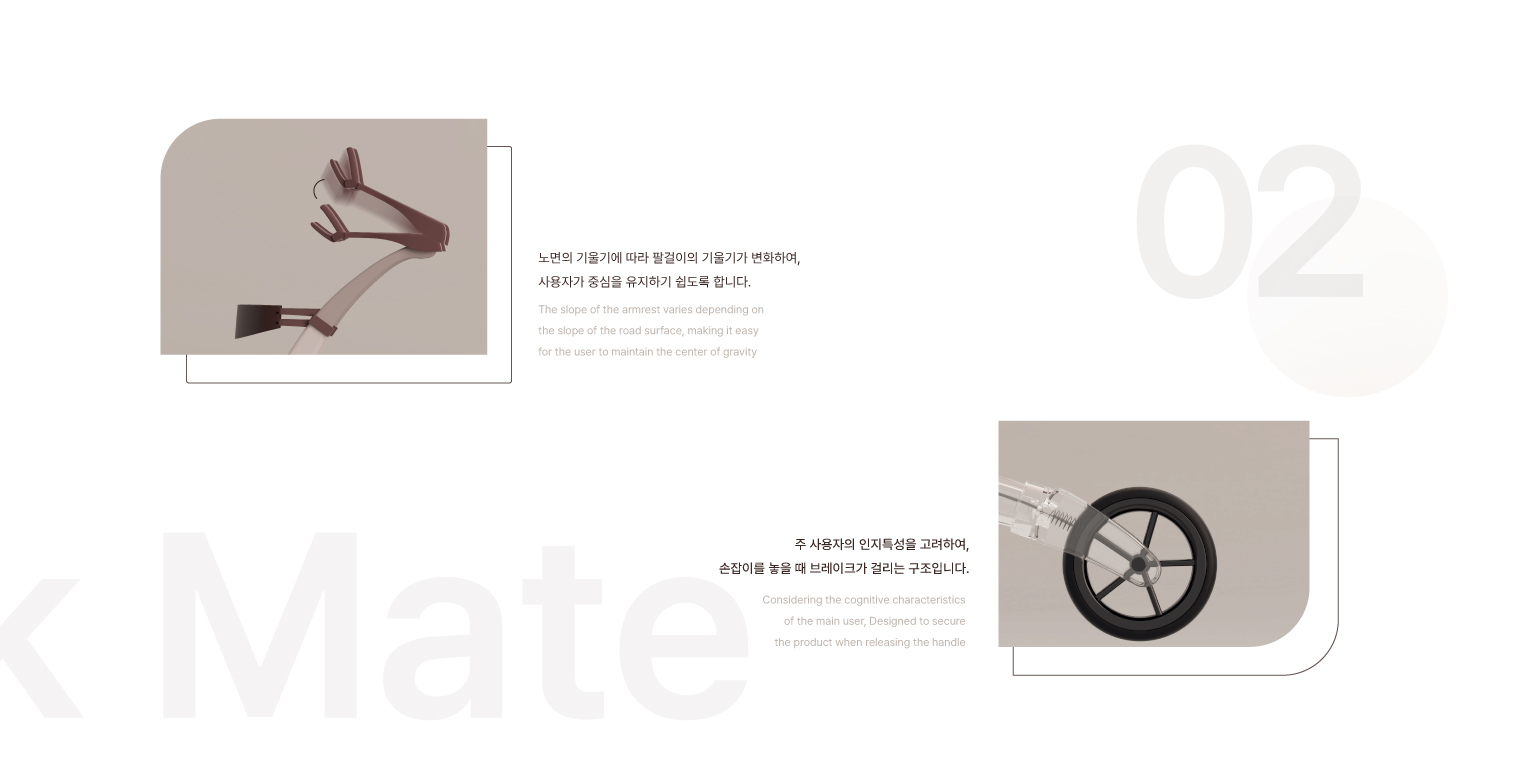 02
노면의 기울기에 따라 팔걸이의 기울기가 변화하여,
사용자가 중심을 유지하기 쉽도록 합니다.
The slope of the armrest varies depending on
the slope of the road surface, making it easy
for the user to maintain the center of gravity
주 사용자의 인지특성을 고려하여,
손잡이를 놓을 때 브레이크가 걸리는 구조입니다.
Considering the cognitive characteristics
of the main user, Designed to secure
the product when releasing the handle
k Mate